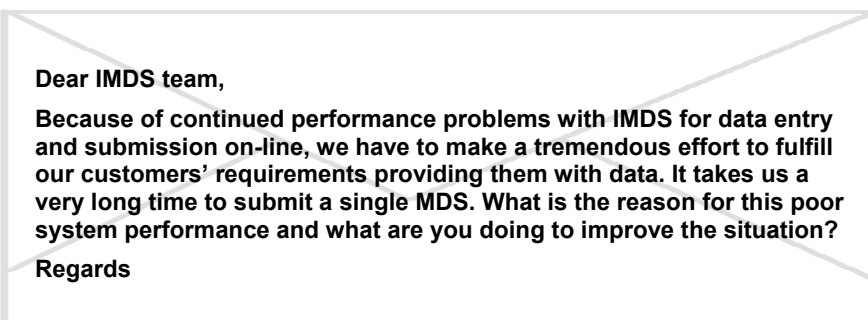 Dear IMDS team,
Because of continued performance problems with IMDS for data entry
and submission on-line, we have to make a tremendous effort to fulfill
our customers’ requirements providing them with data. It takes us a
very long time to submit a single MDS. What is the reason for this poor
system performance and what are you doing to improve the situation?
Regards